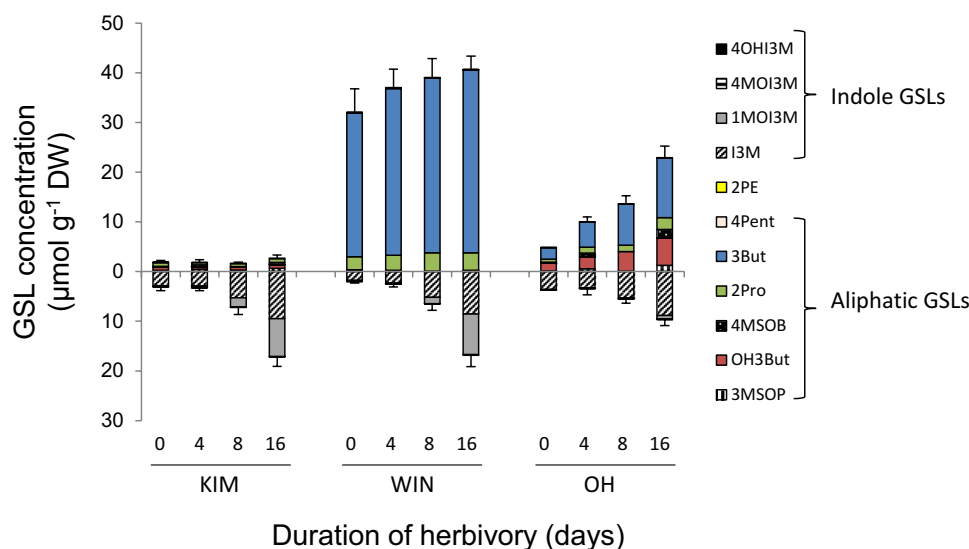 GSL concentration
(µmol g-1 DW)
50
40
30
20
10
0
10
20
30
0 4 8 16 0 4 8 16 0 4 8 16
KIM WIN OH
Duration of herbivory (days)
4OHI3M
4MOI3M
1MOI3M
I3M
2PE
4Pent
3But
2Pro
4MSOB
OH3But
3MSOP
Indole GSLs
Aliphatic GSLs